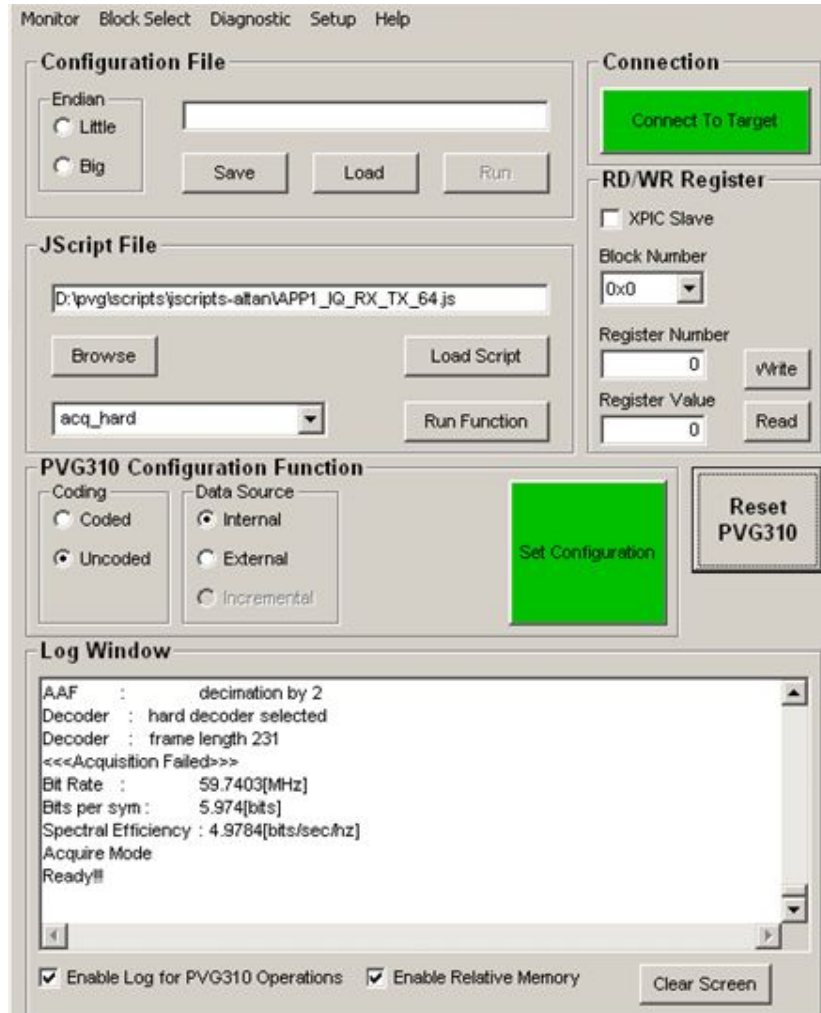 Monitor Block Select Diagnostic Setup Help
Configuration File
Endian
Little
Big
Save
Load
Run
Connection
Connect To Target
RD/WR Register
XPIC Slave
Block Number
0x0
Register Number
0
Write
Register Value
0
Read
JScript File
D:\pvg\scripts\jscripts-altan\APP1_IQ_RX_TX_64.js
Browse
Load Script
acq_hard
Run Function
PVG310 Configuration Function
Coding
Coded
Uncoded
Data Source
Internal
External
Incremental
Set Configuration
Reset
PVG310
Log Window
AAF : decimation by 2
Decoder : hard decoder selected
Decoder : frame length 231
<<<Acquisition Failed>>>
Bit Rate : 59.7403[MHz]
Bits per sym : 5.974[bits]
Spectral Efficiency : 4.9784[bits/sec/hz]
Acquire Mode
Ready!!!
Enable Log for PVG310 Operations
Enable Relative Memory
Clear Screen